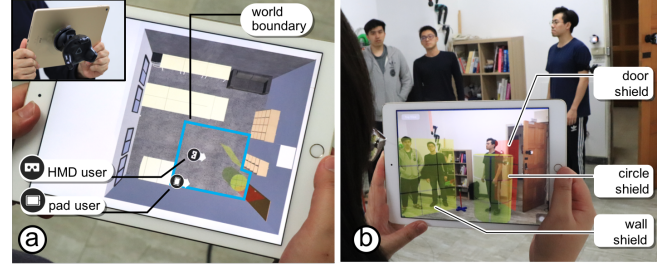 world
boundary
HMD user
pad user
a
door
shield
circle
shield
wall
shield
b